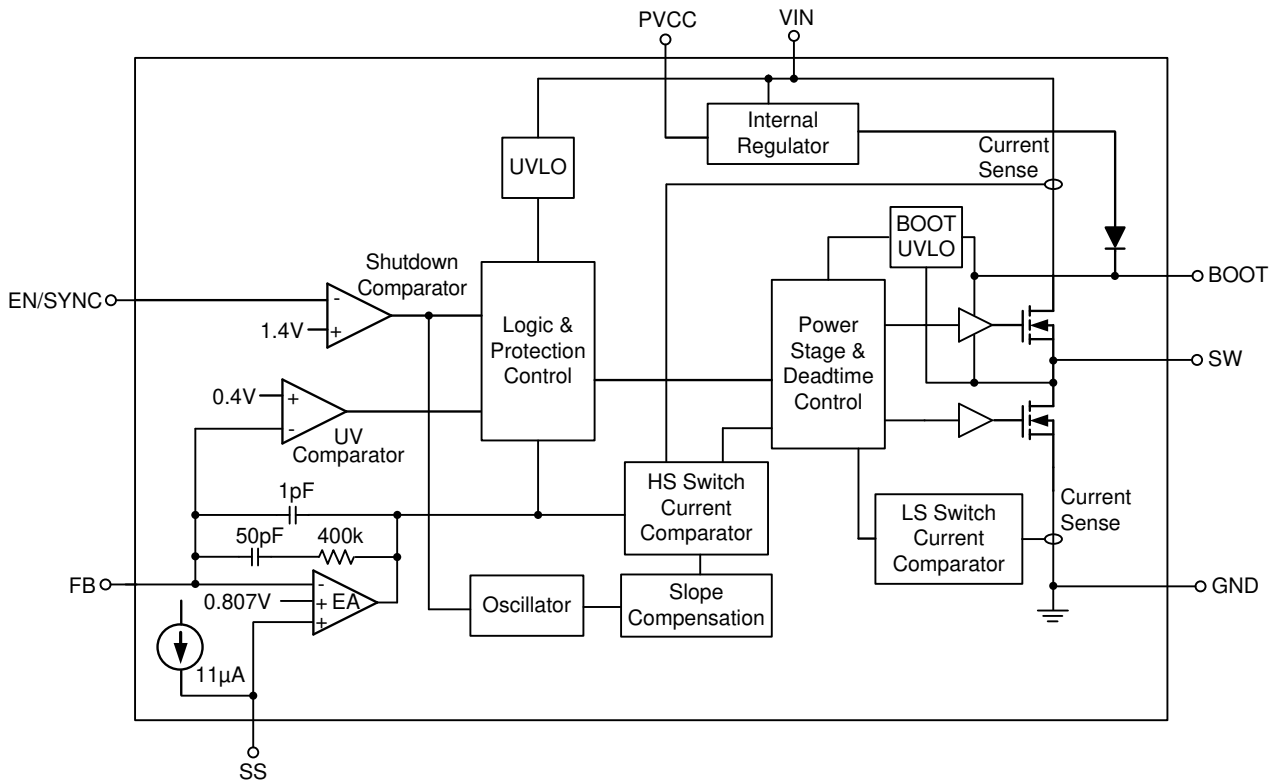 PVCC
VIN
Internal
Regulator
Current
Sense
UVLO
BOOT
UVLO
Shutdown
Comparator
EN/SYNC
-
1.4V
+
BOOT
Logic &
Protection
Control
Power
Stage &
Deadtime
Control
SW
0.4V
+
-
UV
Comparator
1pF
HS Switch
Current
Comparator
LS Switch
Current
Comparator
Current
Sense
50pF
400k
FB
-
0.807V
+
EA
+
Oscillator
Slope
Compensation
GND
11µA
SS